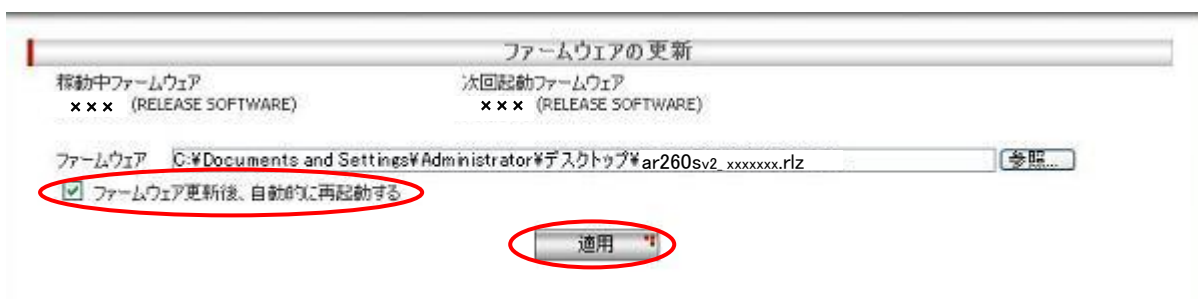 ファームウェアの更新
稼動中ファームウェア 次回起動ファームウェア
××× (RELEASE SOFTWARE) ××× (RELEASE SOFTWARE)
ファームウェア C:¥Documents and Settings¥Administrator¥デスクトップ¥ar260sv2_xxxxxxx.rlz 参照...
ファームウェア更新後、自動的に再起動する
適用